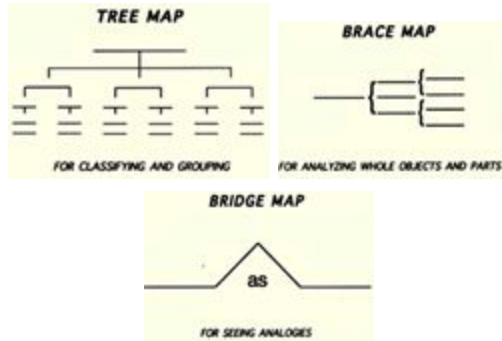 TREE MAP
FOR CLASSIFYING AND GROUPING
BRACE MAP
FOR ANALYZING WHOLE OBJECTS AND PARTS
BRIDGE MAP
as
FOR SEEING ANALOGIES